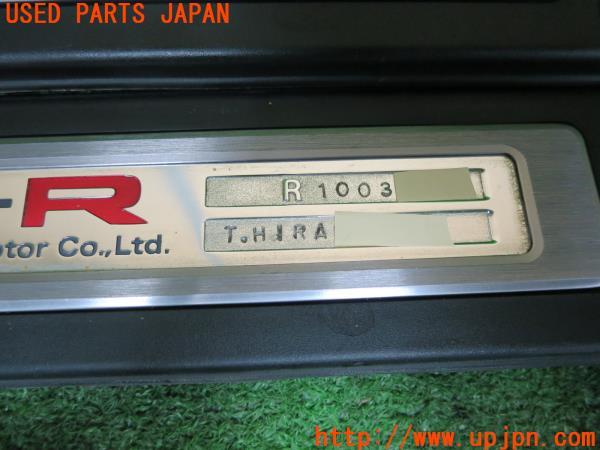 USED PARTS JAPAN
-R
R 1003
T.HIRA
otor Co.,Ltd.
http://www.upjpn.com/